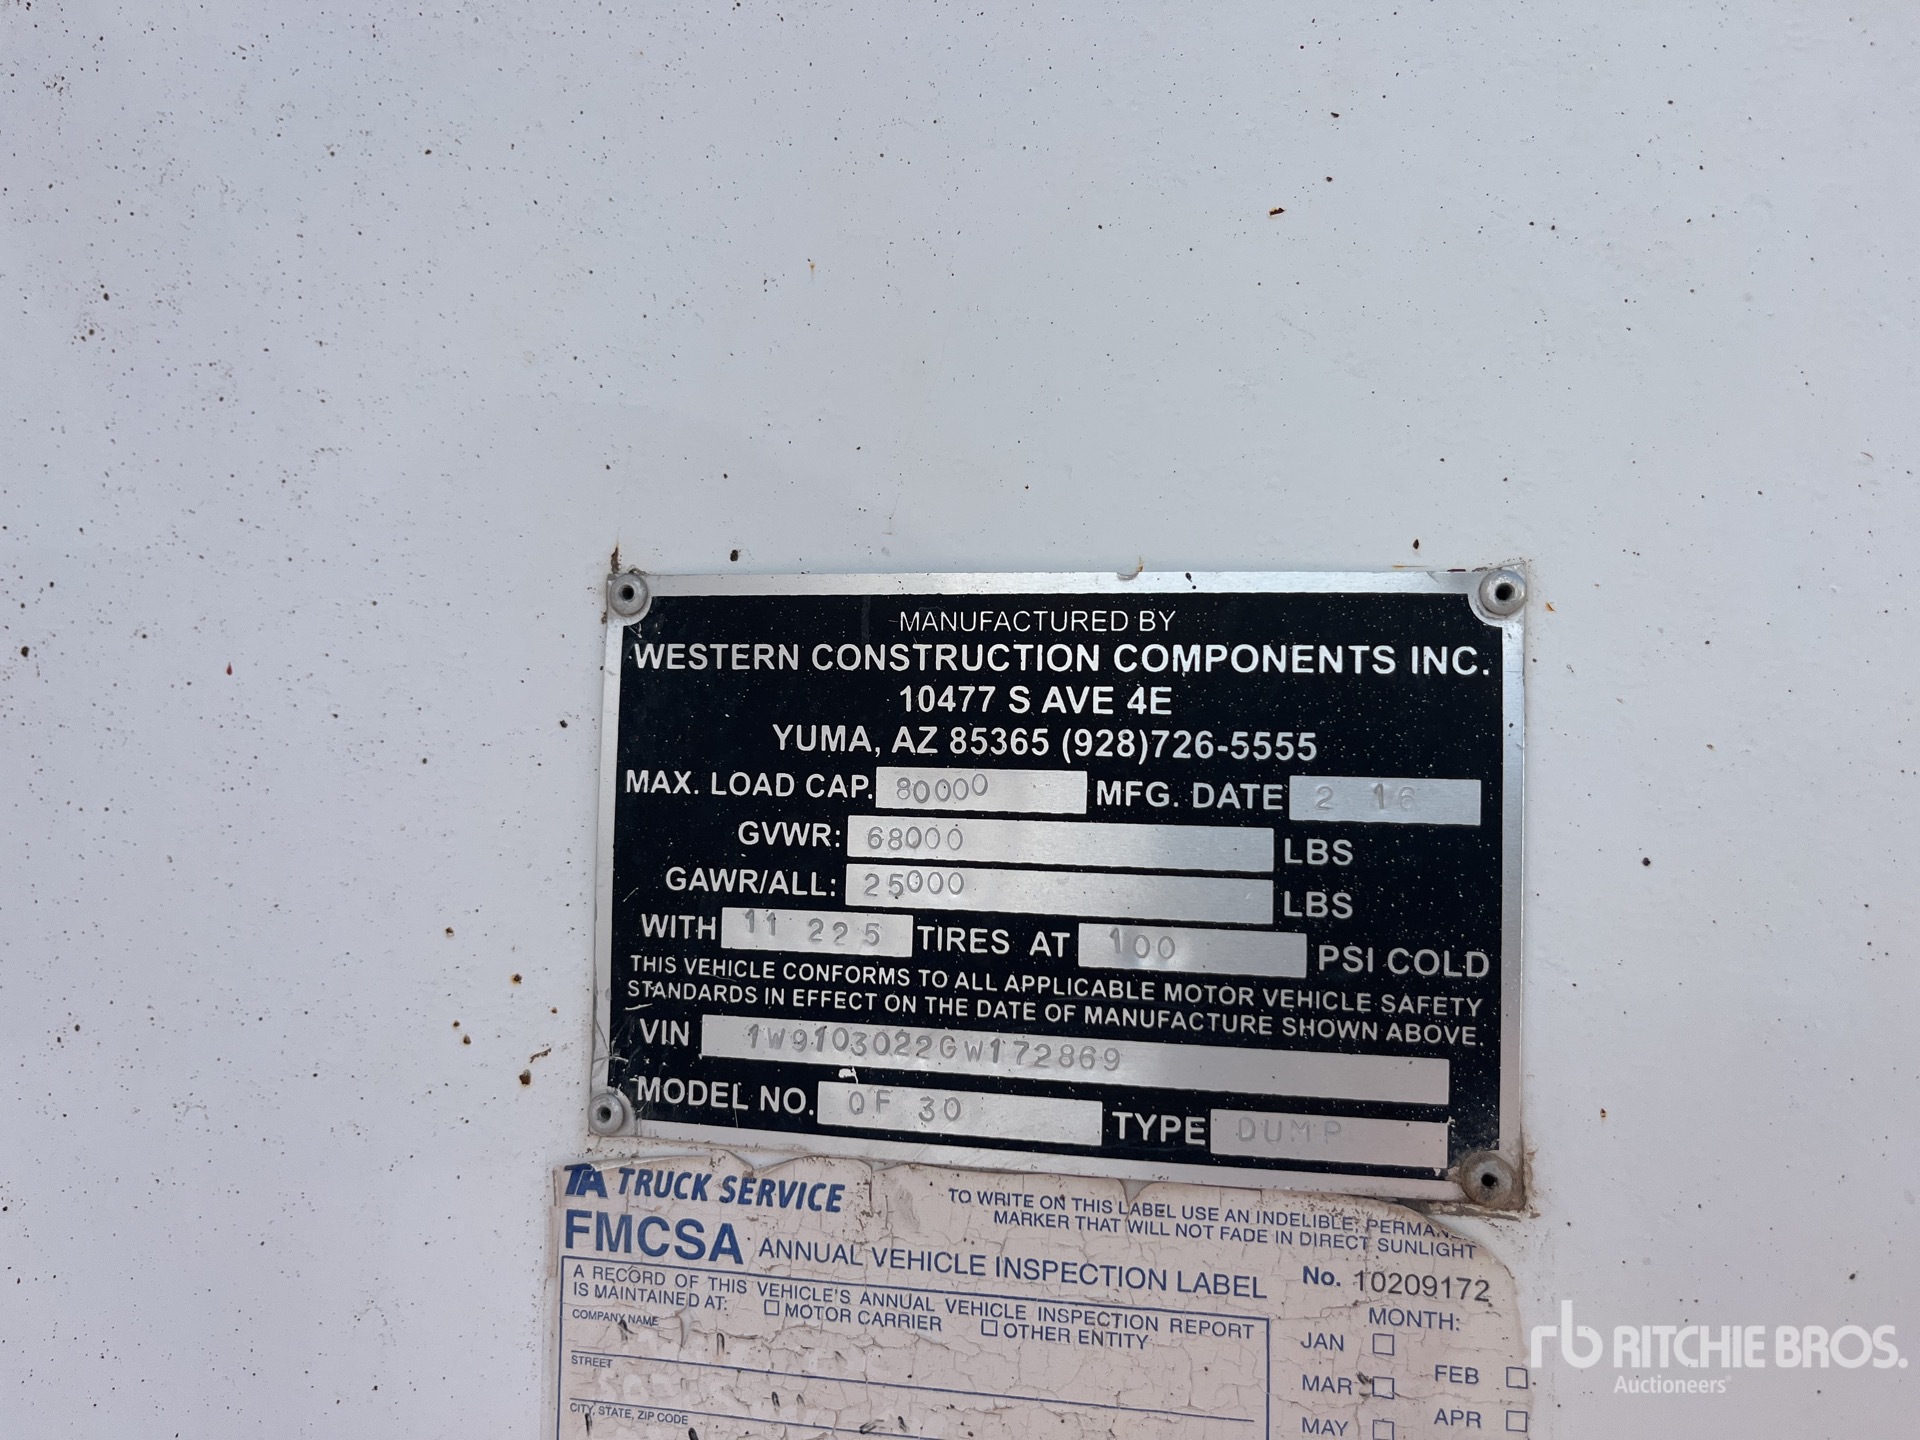 MANUFACTURED BY
WESTERN CONSTRUCTION COMPONENTS INC.
10477 S AVE 4E
YUMA, AZ 85365 (928)726-5555
MAX. LOAD CAP. 80000 MFG. DATE 2 16
GVWR: 68000 LBS
GAWR/ALL: 25000 LBS
WITH 11 225 TIRES AT 100 PSI COLD
THIS VEHICLE CONFORMS TO ALL APPLICABLE MOTOR VEHICLE SAFETY
STANDARDS IN EFFECT ON THE DATE OF MANUFACTURE SHOWN ABOVE.
VIN 1W9103022GW172869
MODEL NO. QF 30 TYPE DUMP
TA TRUCK SERVICE
TO WRITE ON THIS LABEL USE AN INDELIBLE, PERMA
MARKER THAT WILL NOT FADE IN DIRECT SUNLIGHT
FMCSA ANNUAL VEHICLE INSPECTION LABEL No. 10209172
A RECORD OF THIS VEHICLE'S ANNUAL VEHICLE INSPECTION REPORT
IS MAINTAINED AT: MOTOR CARRIER OTHER ENTITY
COMPANY NAME
STREET
CITY, STATE, ZIP CODE
MONTH:
JAN
FEB
MAR
APR
MAY
rb RITCHIE BROS.
Auctioneers